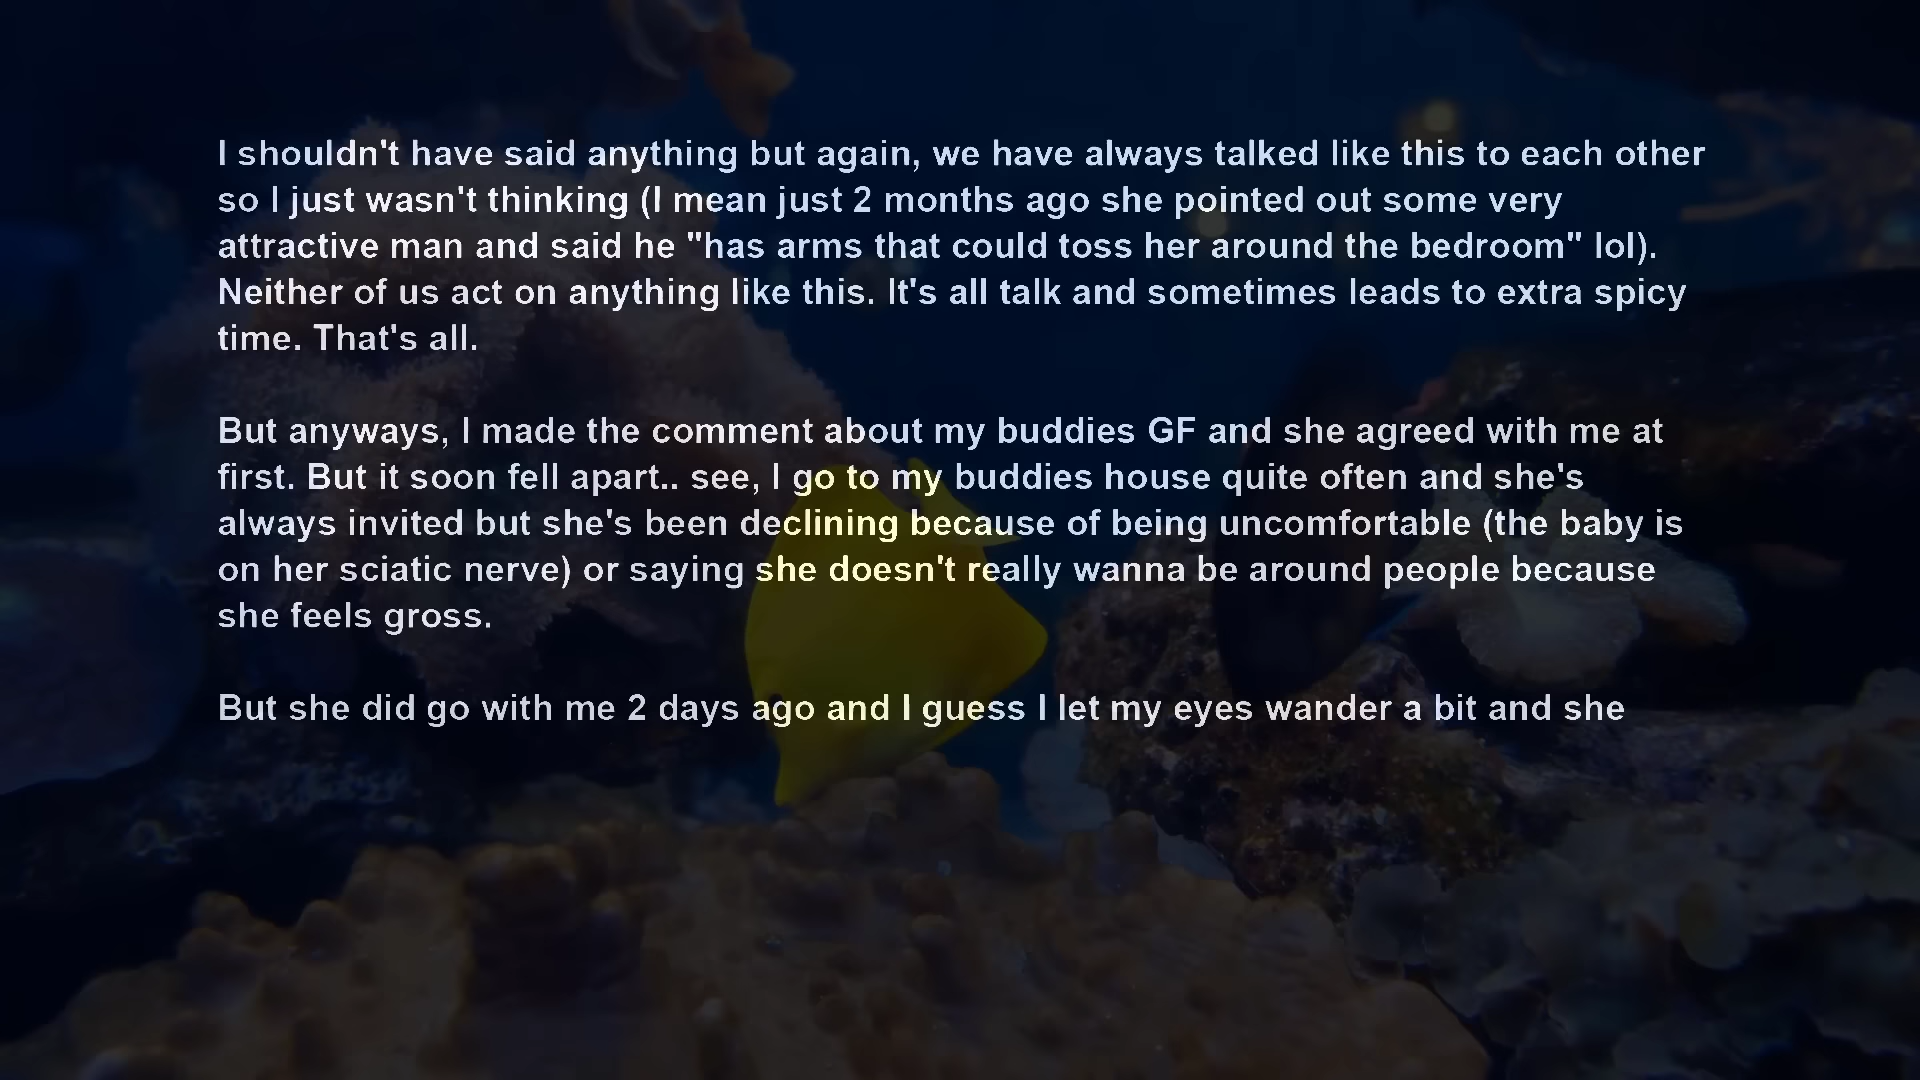 I shouldn't have said anything but again, we have always talked like this to each other
so I just wasn't thinking (I mean just 2 months ago she pointed out some very
attractive man and said he "has arms that could toss her around the bedroom" lol).
Neither of us act on anything like this. It's all talk and sometimes leads to extra spicy
time. That's all.
But anyways, I made the comment about my buddies GF and she agreed with me at
first. But it soon fell apart.. see, I go to my buddies house quite often and she's
always invited but she's been declining because of being uncomfortable (the baby is
on her sciatic nerve) or saying she doesn't really wanna be around people because
she feels gross.
But she did go with me 2 days ago and I guess I let my eyes wander a bit and she